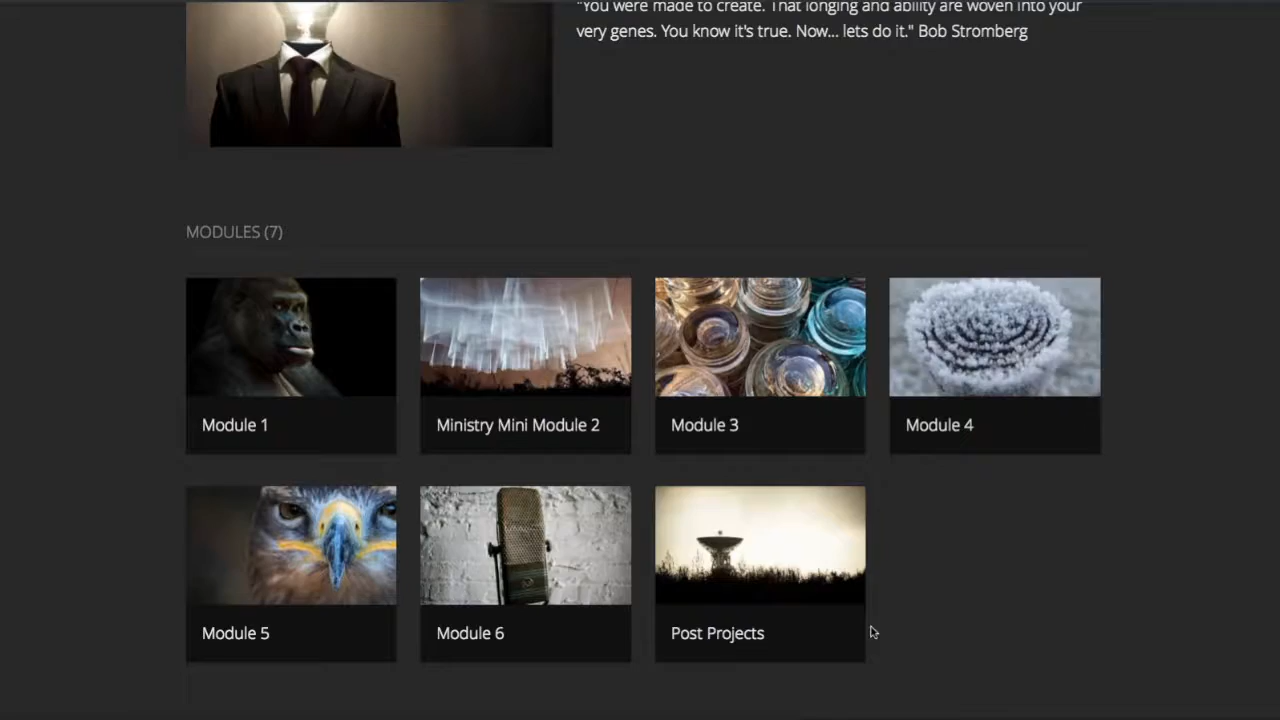 "You were made to create. That longing and ability are woven into your
very genes. You know it's true. Now... lets do it." Bob Stromberg
MODULES (7)
Module 1
Ministry Mini Module 2
Module 3
Module 4
Module 5
Module 6
Post Projects